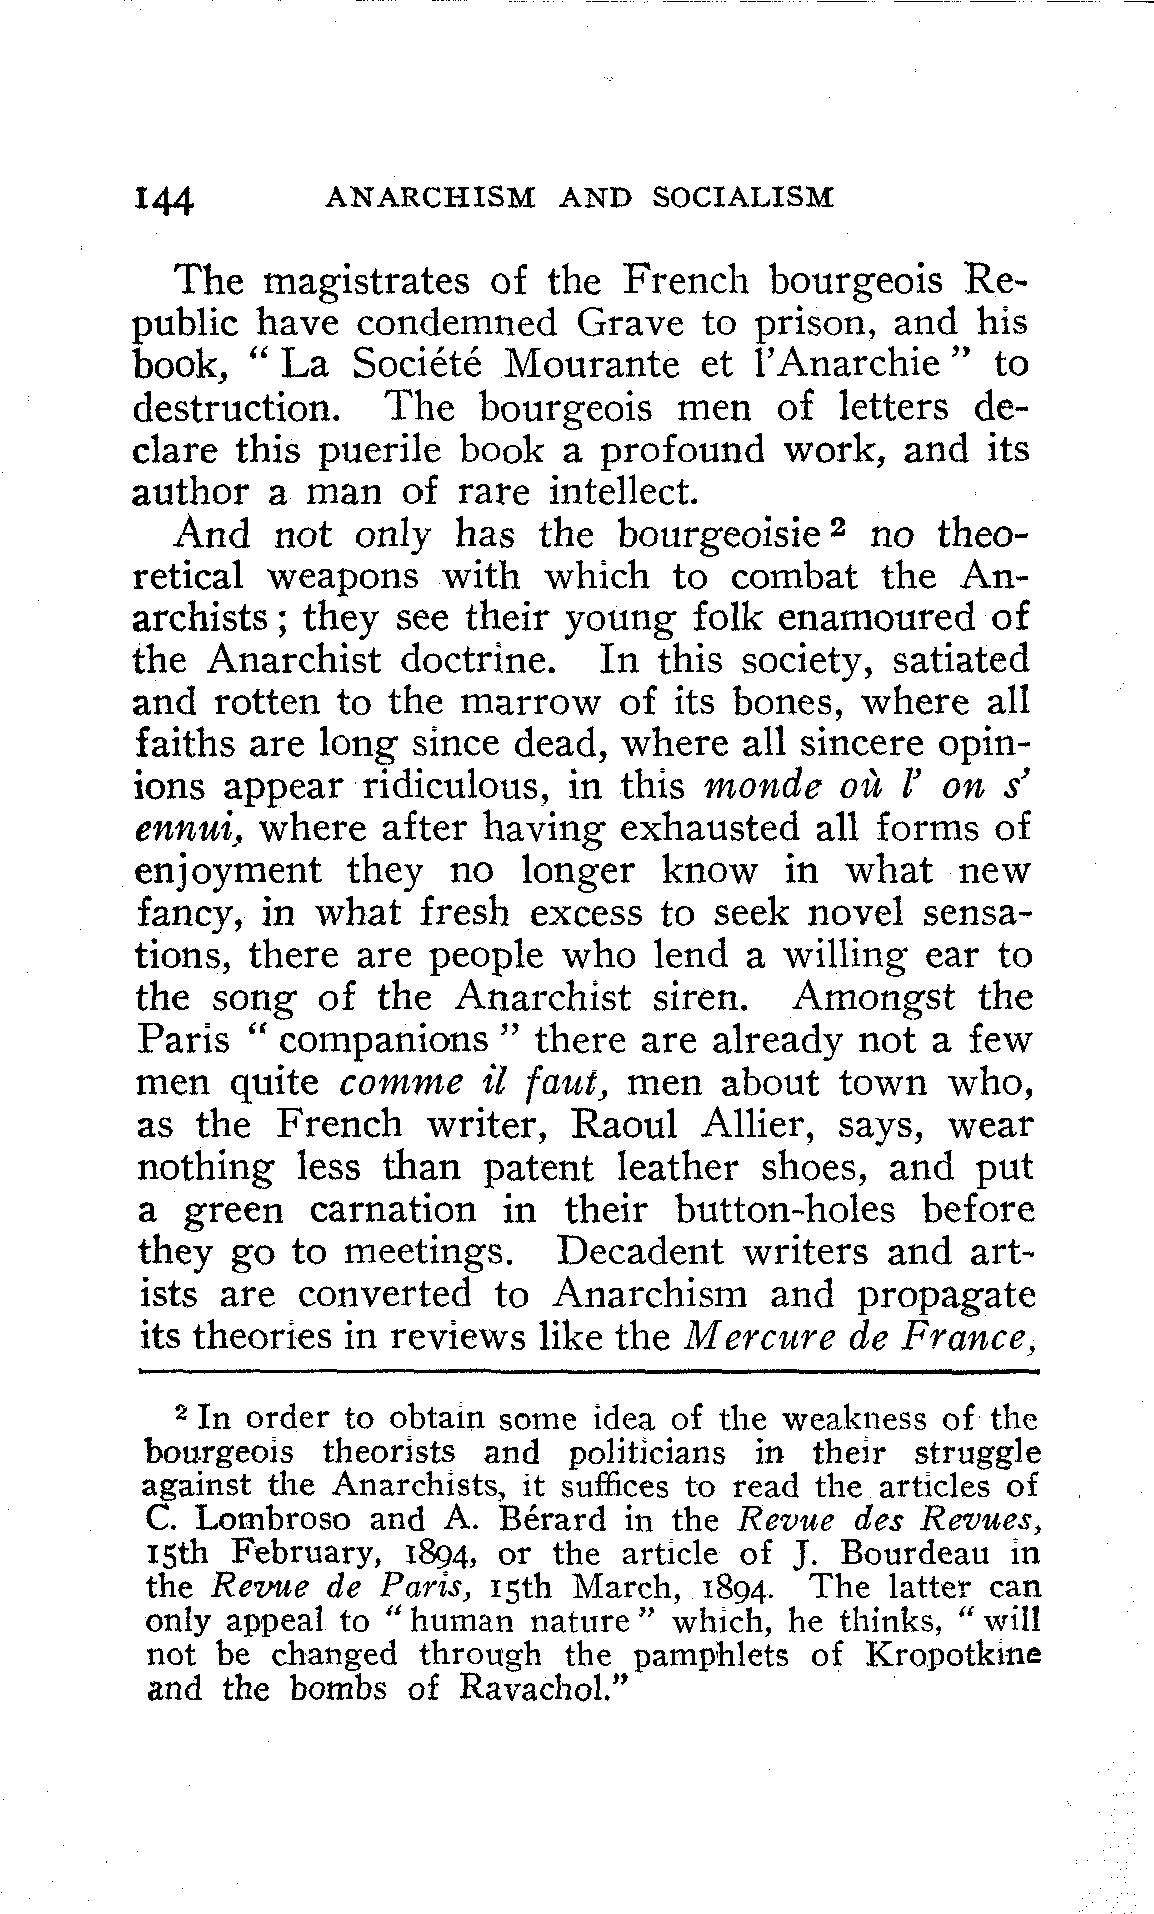 144 ANARCHISM AND SOCIALISM
The magistrates of the French bourgeois Re-
public have condemned Grave to prison, and his
book, “ La Société Mourante et l’Anarchie ” to
destruction. The bourgeois men of letters de-
clare this puerile book a profound work, and its
author a man of rare intellect.
And not only has the bourgeoisie ² no theo-
retical weapons with which to combat the An-
archists ; they see their young folk enamoured of
the Anarchist doctrine. In this society, satiated
and rotten to the marrow of its bones, where all
faiths are long since dead, where all sincere opin-
ions appear ridiculous, in this monde où l’ on s’
ennui, where after having exhausted all forms of
enjoyment they no longer know in what new
fancy, in what fresh excess to seek novel sensa-
tions, there are people who lend a willing ear to
the song of the Anarchist siren. Amongst the
Paris “ companions ” there are already not a few
men quite comme il faut, men about town who,
as the French writer, Raoul Allier, says, wear
nothing less than patent leather shoes, and put
a green carnation in their button-holes before
they go to meetings. Decadent writers and art-
ists are converted to Anarchism and propagate
its theories in reviews like the Mercure de France,
² In order to obtain some idea of the weakness of the
bourgeois theorists and politicians in their struggle
against the Anarchists, it suffices to read the articles of
C. Lombroso and A. Bérard in the Revue des Revues,
15th February, 1894, or the article of J. Bourdeau in
the Revue de Paris, 15th March, 1894. The latter can
only appeal to “ human nature ” which, he thinks, “ will
not be changed through the pamphlets of Kropotkine
and the bombs of Ravachol.”